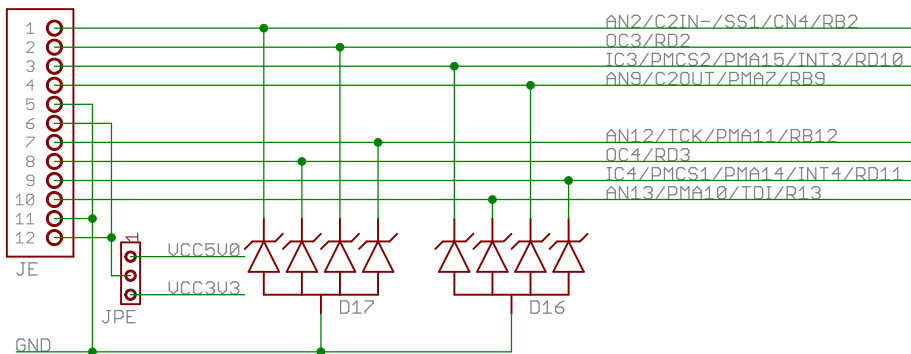 1 AN2/C2IN-/SS1/CN4/RB2
2 OC3/RD2
3 IC3/PMCS2/PMA15/INT3/RD10
4 AN9/C2OUT/PMA7/RB9
5
6
7 AN12/TCK/PMA11/RB12
8 OC4/RD3
9 IC4/PMCS1/PMA14/INT4/RD11
10 AN13/PMA10/TDI/R13
11
12
1
VCC5V0
JE
VCC3V3
D17 D16
JPE
GND